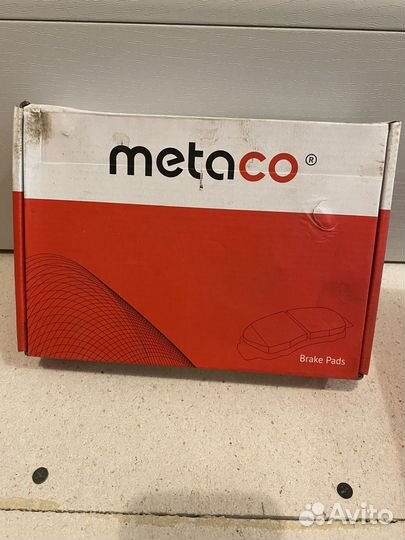 metaco ®
Brake Pads
Avito